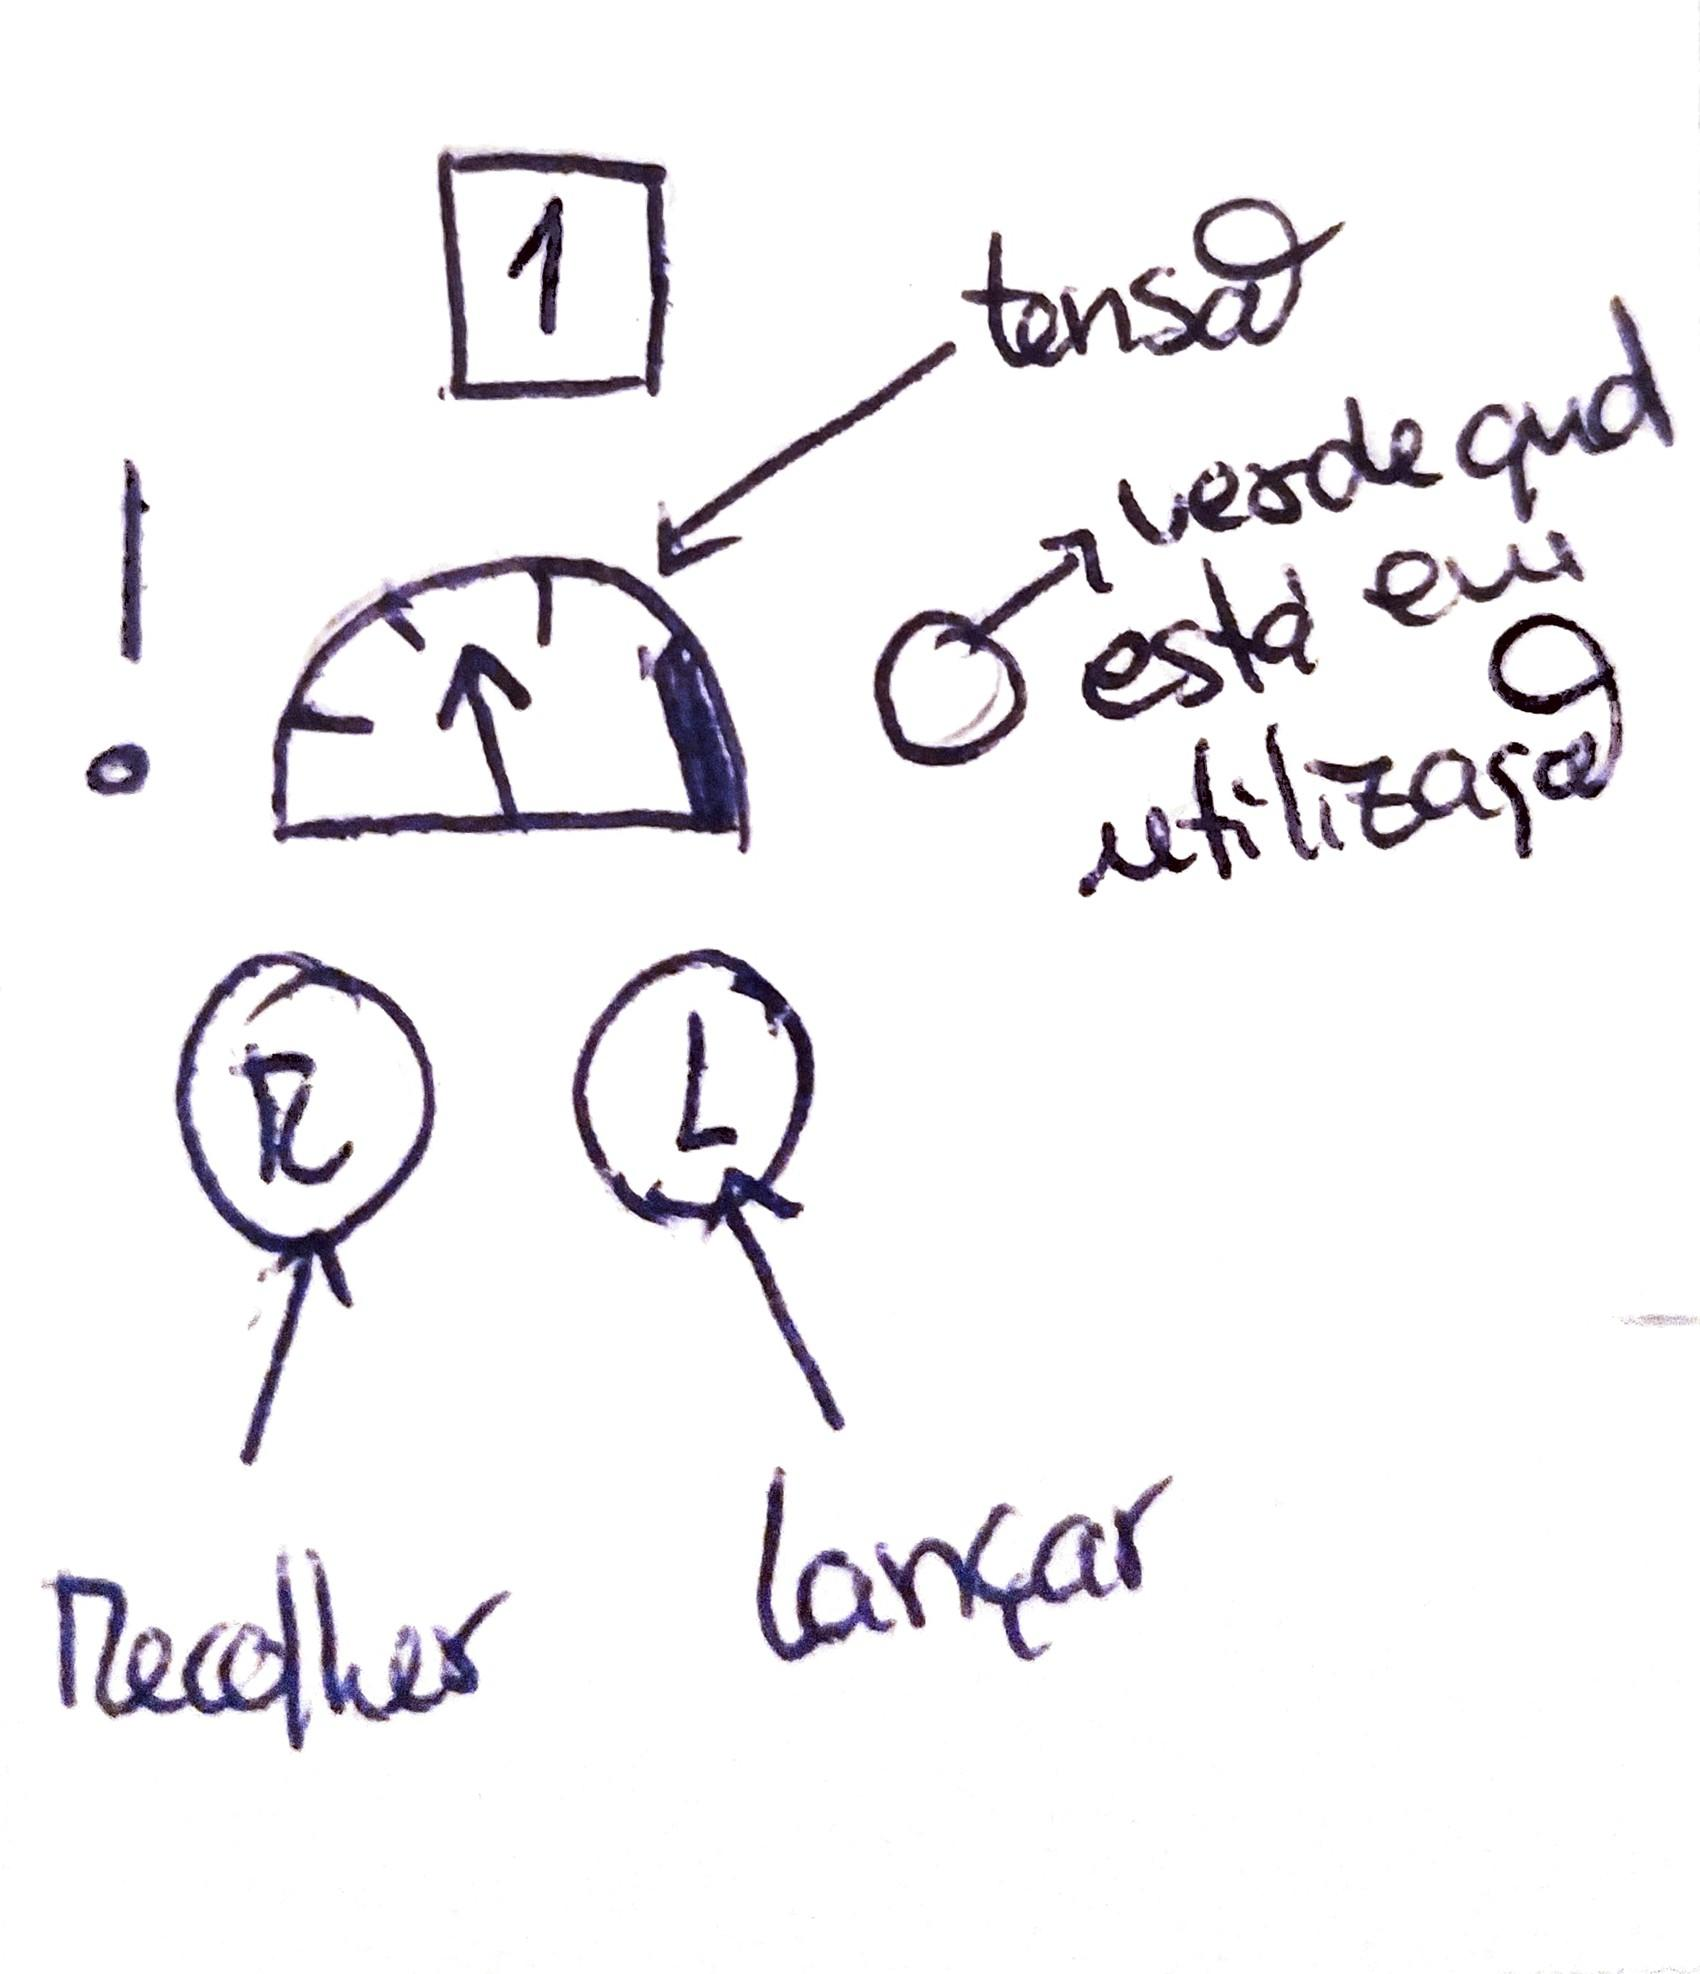 1
tensão
verde qnd
está em
utilização
!
R
L
Recolher
Lançar